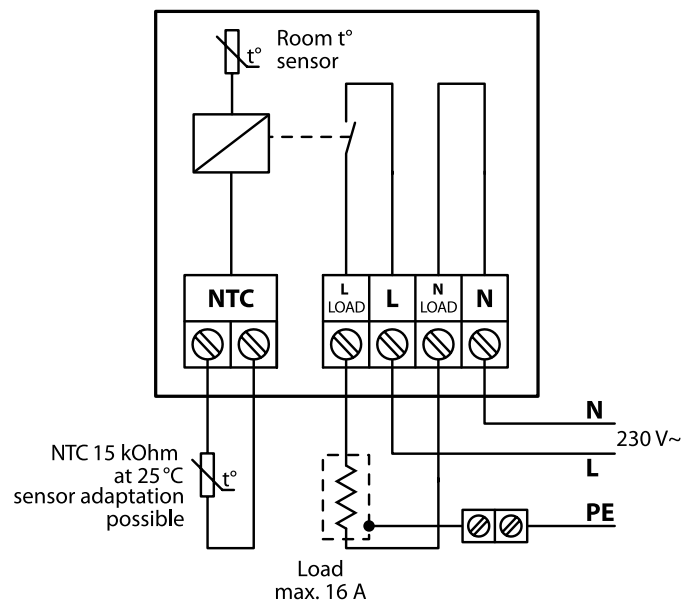 Room t°
sensor
t°
NTC
L
LOAD
L
N
LOAD
N
N
230 V~
L
PE
NTC 15 kOhm
at 25 °C
sensor adaptation
possible
t°
Load
max. 16 A